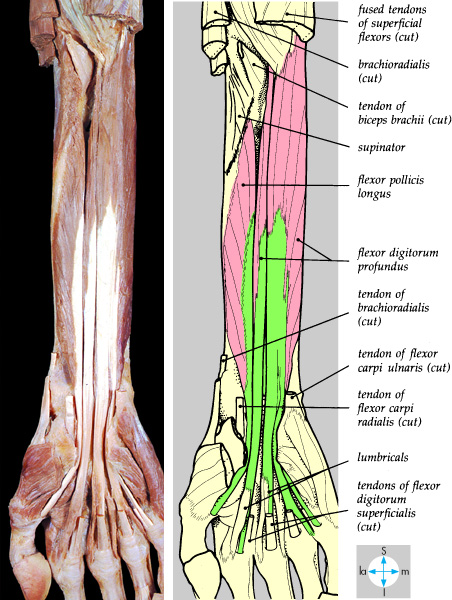 fused tendons
of superficial
flexors (cut)
brachioradialis
(cut)
tendon of
biceps brachii (cut)
supinator
flexor pollicis
longus
flexor digitorum
profundus
tendon of
brachioradialis
(cut)
tendon of flexor
carpi ulnaris (cut)
tendon of
flexor carpi
radialis (cut)
lumbricals
tendons of flexor
digitorum
superficialis
(cut)
S
la
m
I